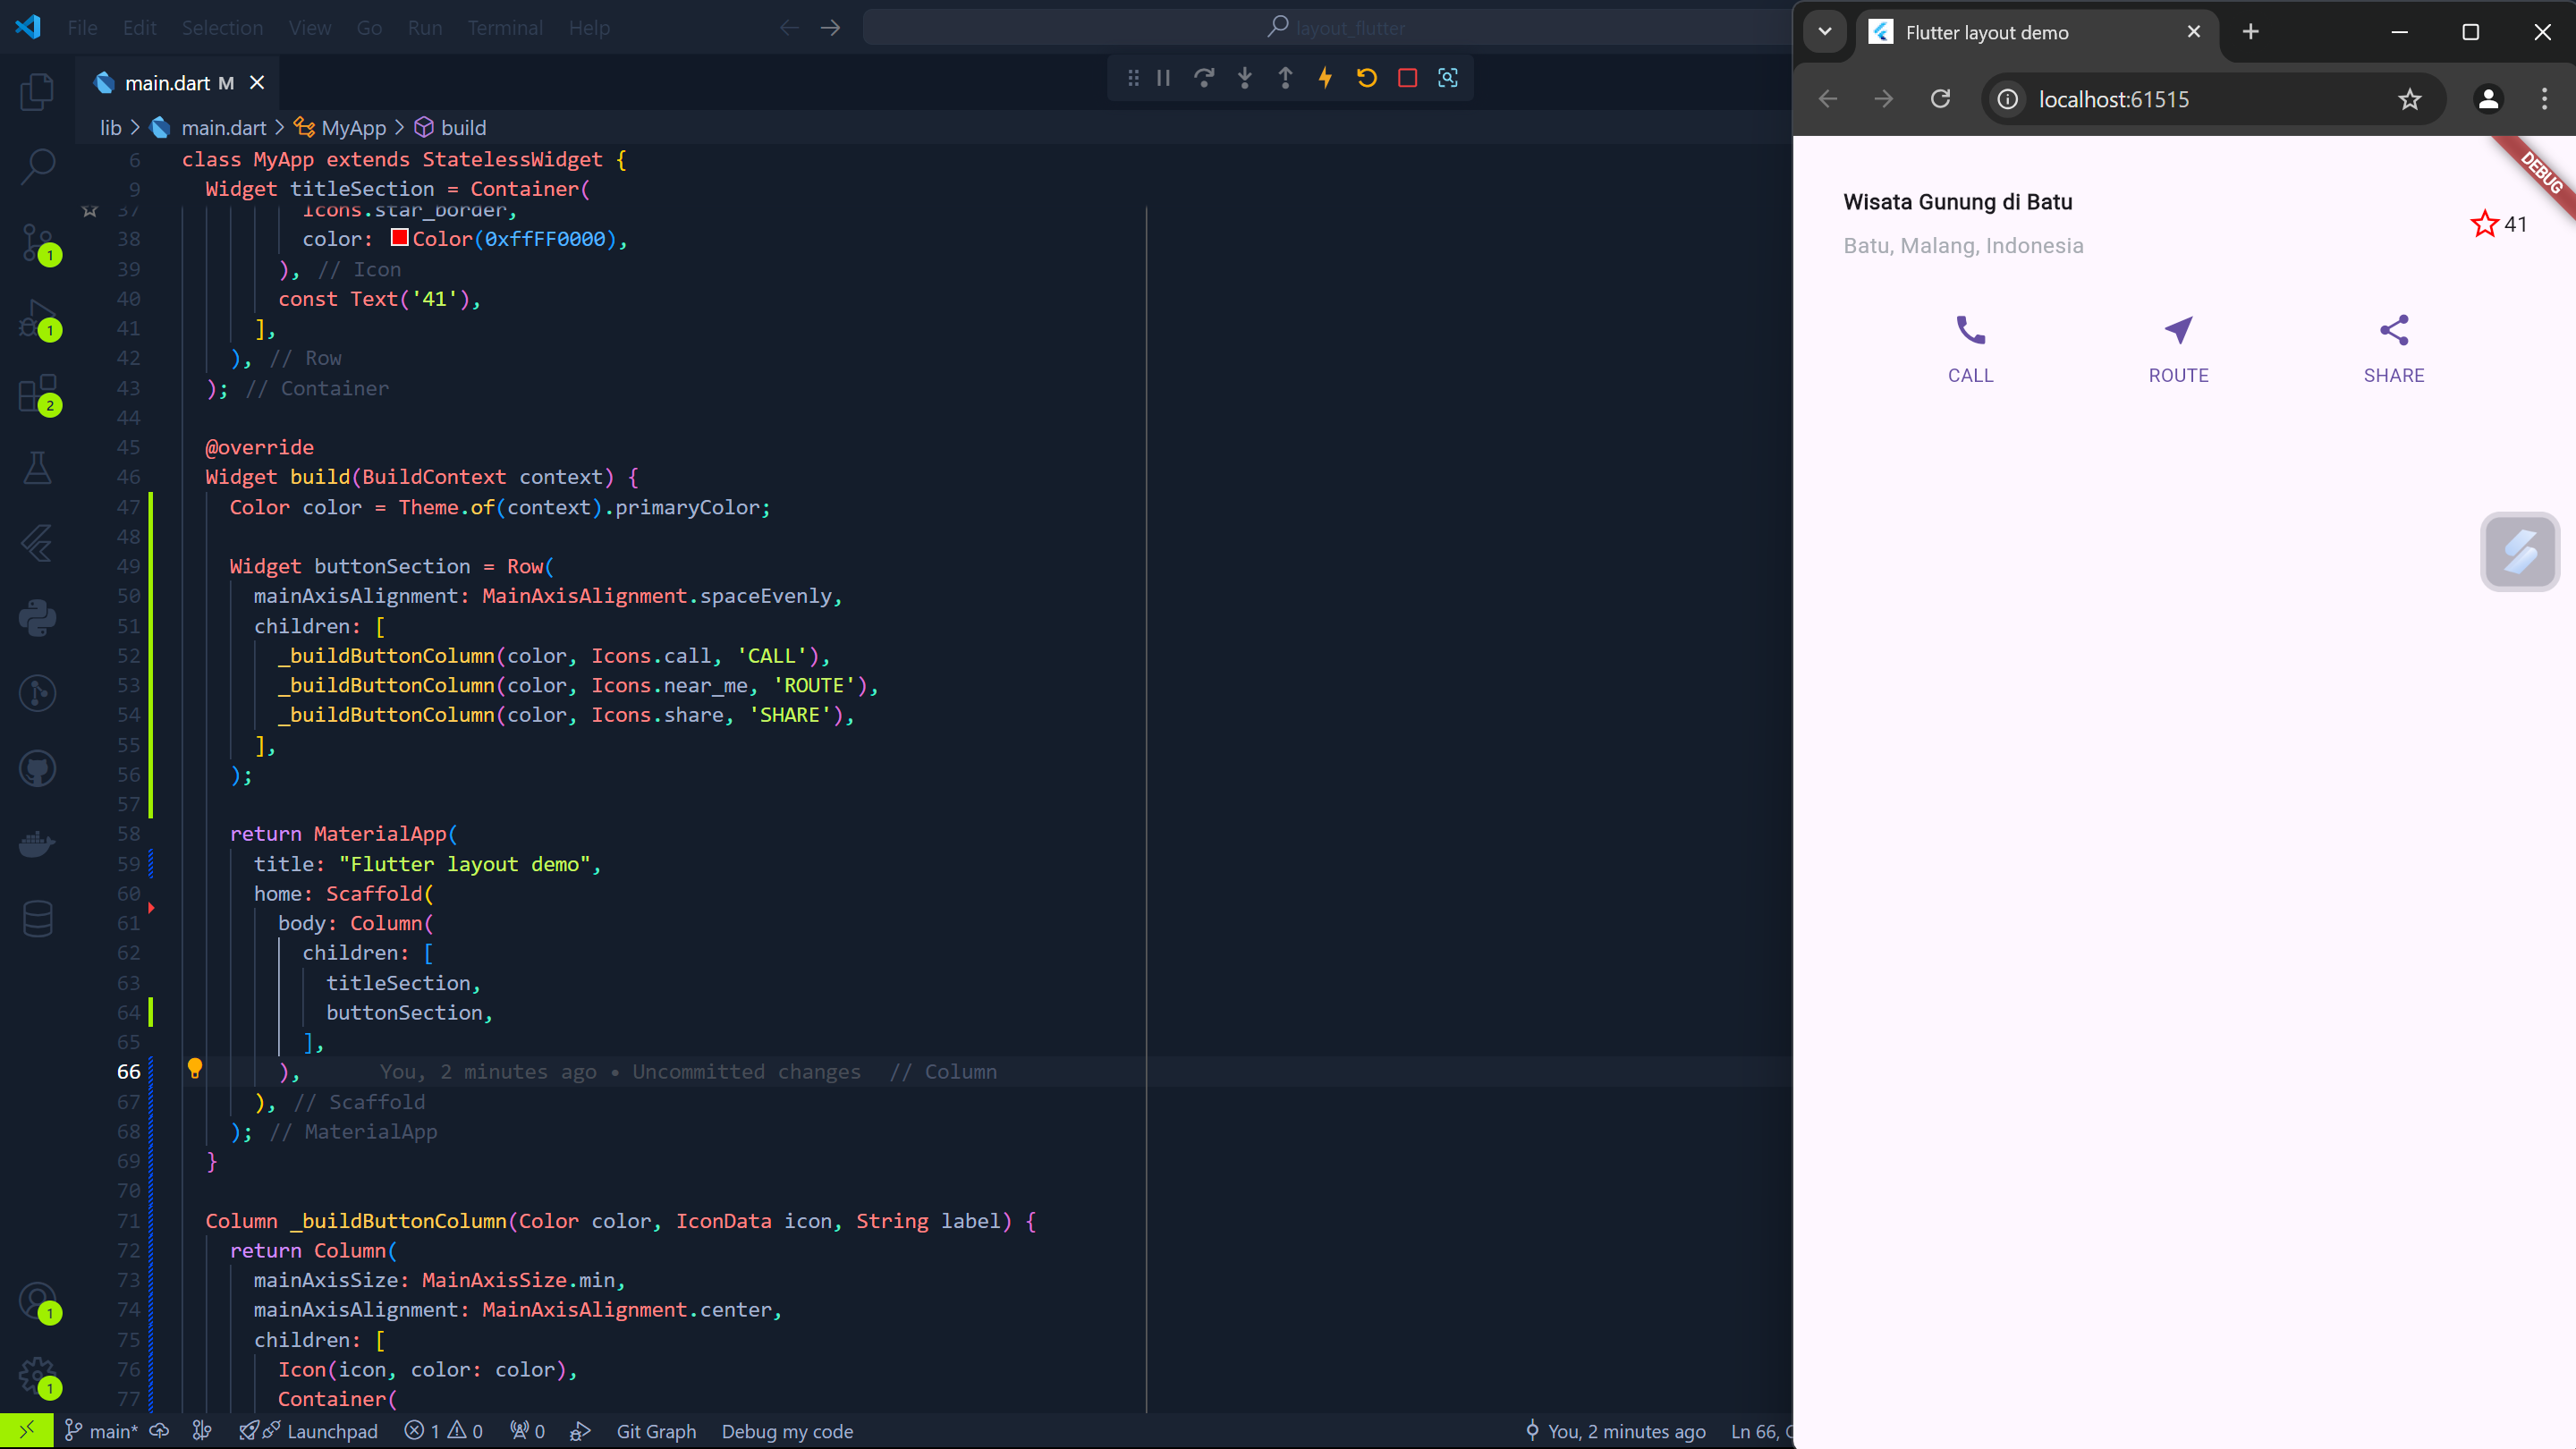 File Edit Selection View Go Run Terminal Help
layout_flutter
main.dart M
lib > main.dart > MyApp > build
6 class MyApp extends StatelessWidget {
9 Widget titleSection = Container(
37 Icons.star_border,
38 color: Color(0xffFF0000),
39 ), // Icon
40 const Text('41'),
41 ],
42 ), // Row
43 ); // Container
44
45 @override
46 Widget build(BuildContext context) {
47 Color color = Theme.of(context).primaryColor;
48
49 Widget buttonSection = Row(
50 mainAxisAlignment: MainAxisAlignment.spaceEvenly,
51 children: [
52 _buildButtonColumn(color, Icons.call, 'CALL'),
53 _buildButtonColumn(color, Icons.near_me, 'ROUTE'),
54 _buildButtonColumn(color, Icons.share, 'SHARE'),
55 ],
56 );
57
58 return MaterialApp(
59 title: "Flutter layout demo",
60 home: Scaffold(
61 body: Column(
62 children: [
63 titleSection,
64 buttonSection,
65 ],
66 ), You, 2 minutes ago • Uncommitted changes // Column
67 ), // Scaffold
68 ); // MaterialApp
69 }
70
71 Column _buildButtonColumn(Color color, IconData icon, String label) {
72 return Column(
73 mainAxisSize: MainAxisSize.min,
74 mainAxisAlignment: MainAxisAlignment.center,
75 children: [
76 Icon(icon, color: color),
77 Container(
1
1
2
1
1
main* Launchpad 1 0 0 Git Graph Debug my code You, 2 minutes ago Ln 66,
Flutter layout demo
localhost:61515
DEBUG
Wisata Gunung di Batu
41
Batu, Malang, Indonesia
CALL ROUTE SHARE